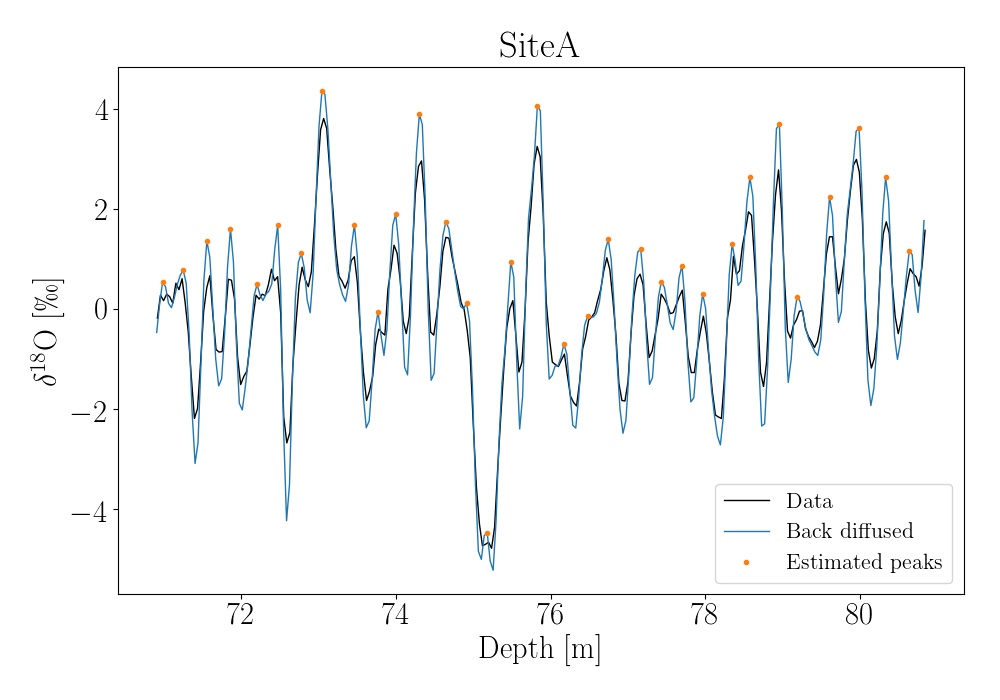 SiteA
δ18O [‰]
4
2
0
−2
−4
72 74 76 78 80
Depth [m]
Data
Back diffused
Estimated peaks